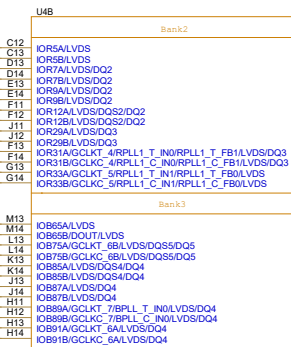 U4B
Bank2
C12 IOR5A/LVDS
C13 IOR5B/LVDS
D13 IOR7A/LVDS/DQ2
D14 IOR7B/LVDS/DQ2
E13 IOR9A/LVDS/DQ2
E14 IOR9B/LVDS/DQ2
F11 IOR12A/LVDS/DQS2/DQ2
F12 IOR12B/LVDS/DQS2/DQ2
J11 IOR29A/LVDS/DQ3
J12 IOR29B/LVDS/DQ3
F13 IOR31A/GCLKT_4/RPLL1_T_IN0/RPLL1_T_FB1/LVDS/DQ3
F14 IOR31B/GCLKC_4/RPLL1_C_IN0/RPLL1_C_FB1/LVDS/DQ3
G13 IOR33A/GCLKT_5/RPLL1_T_IN1/RPLL1_T_FB0/LVDS
G14 IOR33B/GCLKC_5/RPLL1_C_IN1/RPLL1_C_FB0/LVDS
Bank3
M13 IOB65A/LVDS
M14 IOB65B/DOUT/LVDS
L13 IOB75A/GCLKT_6B/LVDS/DQS5/DQ5
L14 IOB75B/GCLKC_6B/LVDS/DQS5/DQ5
K13 IOB85A/LVDS/DQS4/DQ4
K14 IOB85B/LVDS/DQS4/DQ4
J13 IOB87A/LVDS/DQ4
J14 IOB87B/LVDS/DQ4
H11 IOB89A/GCLKT_7/BPLL_T_IN0/LVDS/DQ4
H12 IOB89B/GCLKC_7/BPLL_C_IN0/LVDS/DQ4
H13 IOB91A/GCLKT_6A/LVDS/DQ4
H14 IOB91B/GCLKC_6A/LVDS/DQ4